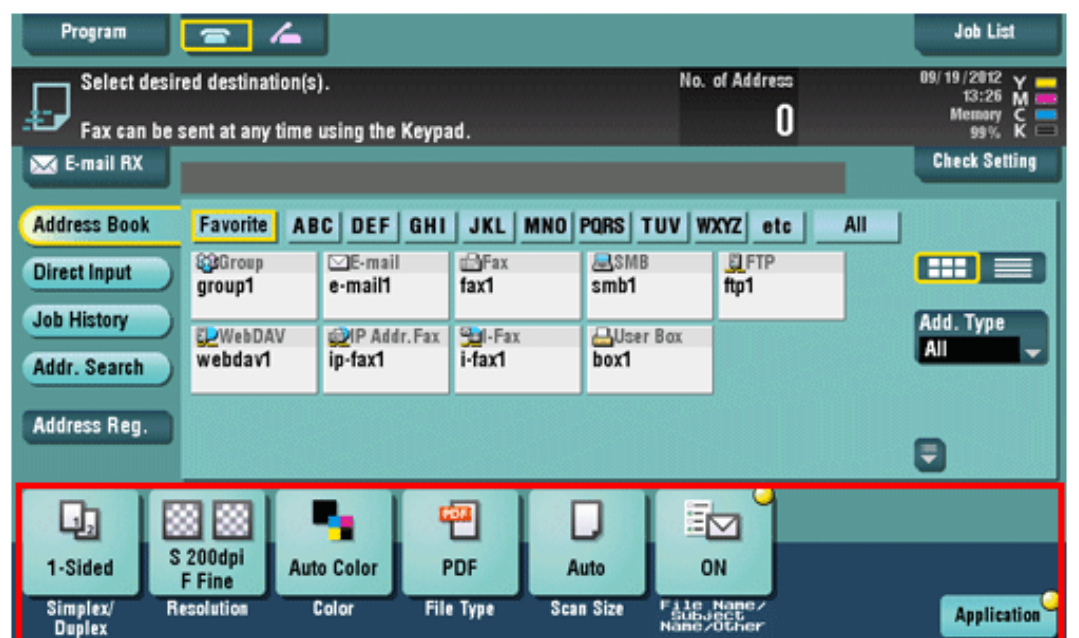 Program
Job List
Select desired destination(s).
No. of Address
09/19/2012
13:26
Memory
99%
Y
M
C
K
Fax can be sent at any time using the Keypad.
0
E-mail RX
Check Setting
Address Book
Favorite ABC DEF GHI JKL MNO PQRS TUV WXYZ etc All
Direct Input
Job History
Addr. Search
Address Reg.
Group
group1
E-mail
e-mail1
Fax
fax1
SMB
smb1
FTP
ftp1
WebDAV
webdav1
IP Addr.Fax
ip-fax1
I-Fax
i-fax1
User Box
box1
Add. Type
All
1 2
1-Sided
Simplex/
Duplex
S 200dpi
F Fine
Resolution
Auto Color
Color
PDF
PDF
File Type
Auto
Scan Size
ON
File Name/
Subject
Name/Other
Application